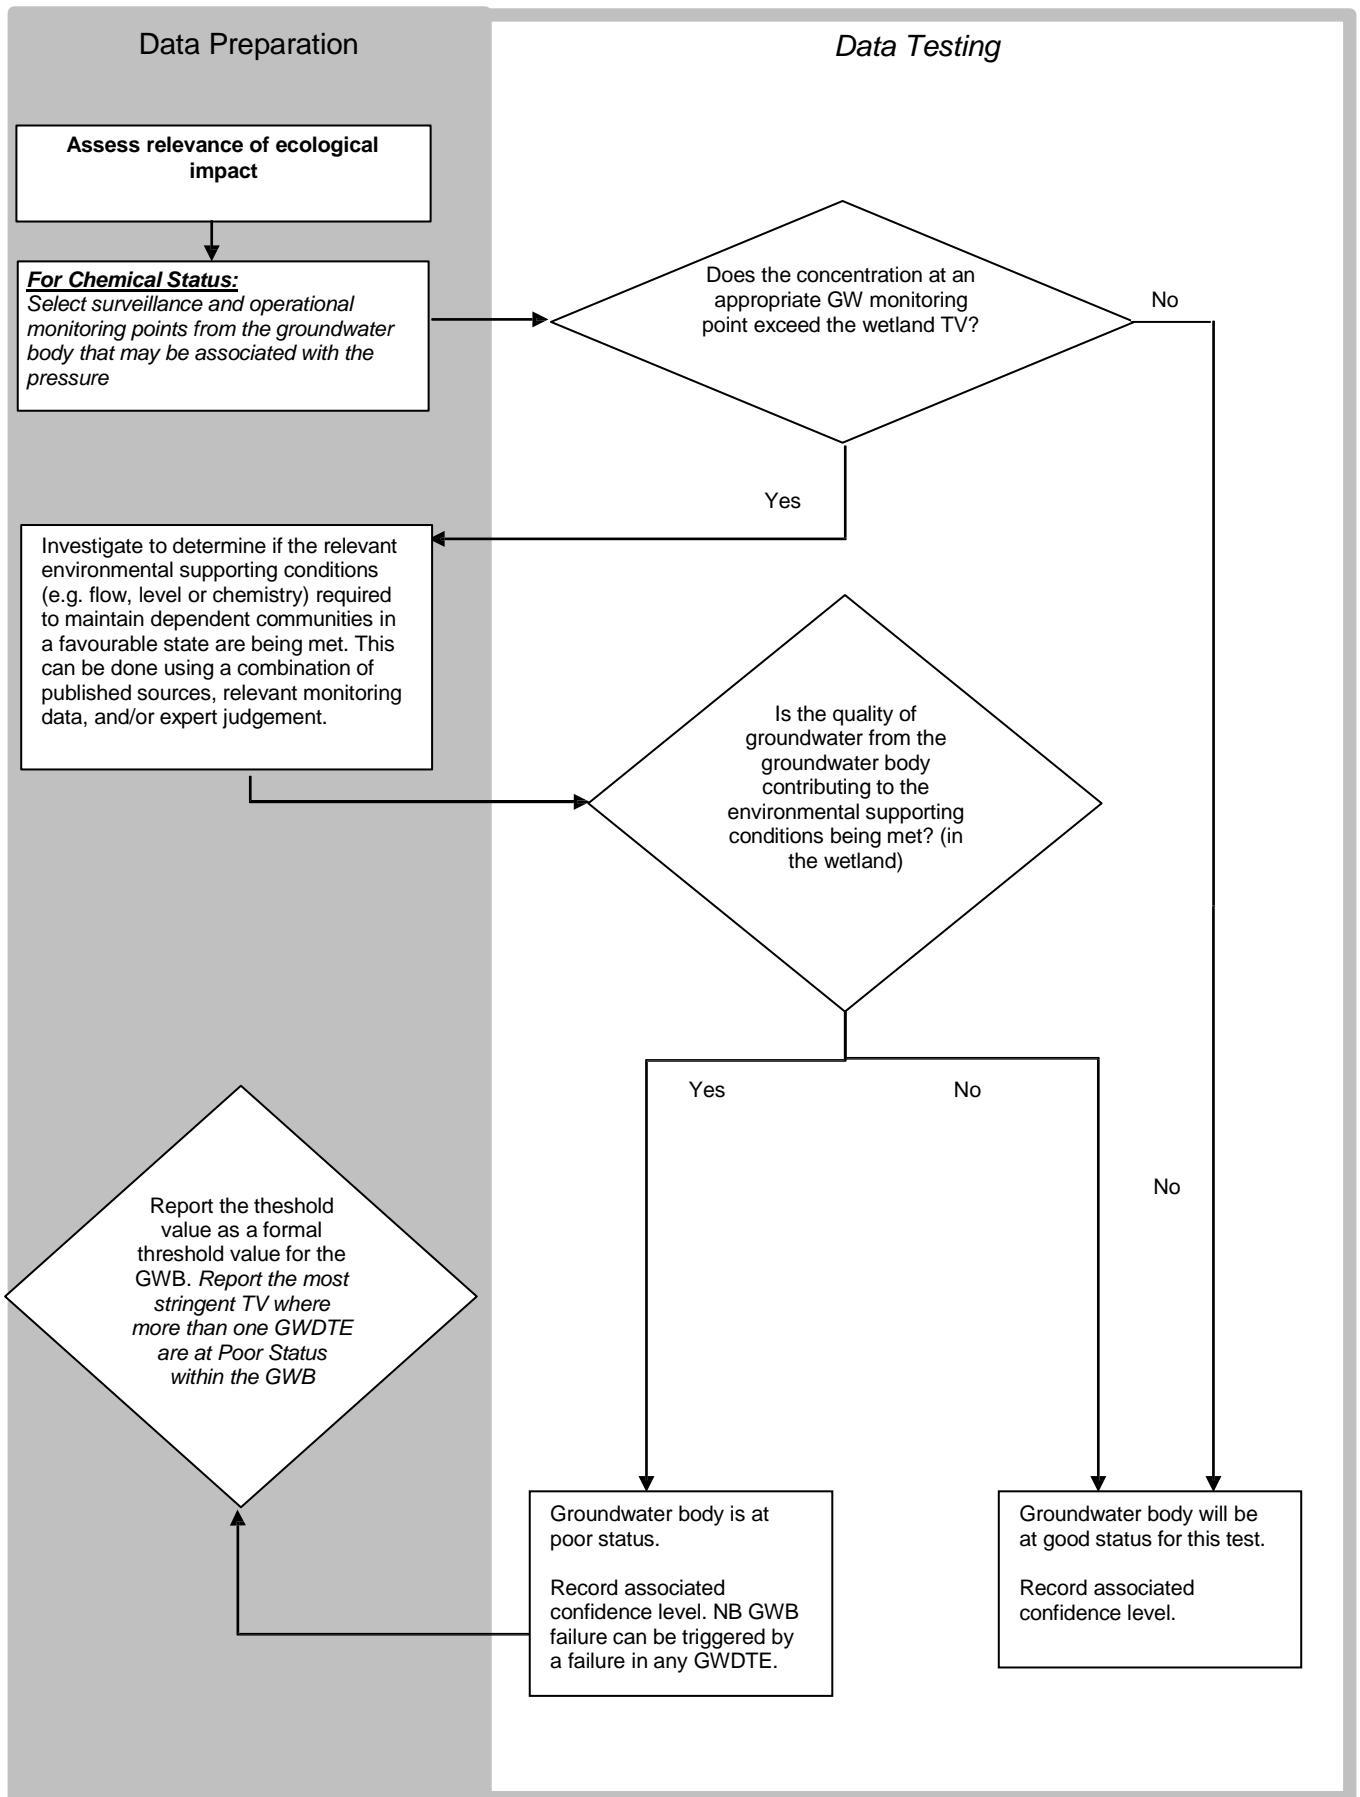 Data Preparation
Data Testing
Assess relevance of ecological
impact
For Chemical Status:
Select surveillance and operational
monitoring points from the groundwater
body that may be associated with the
pressure
Does the concentration at an
appropriate GW monitoring
point exceed the wetland TV?
No
Yes
Investigate to determine if the relevant
environmental supporting conditions
(e.g. flow, level or chemistry) required
to maintain dependent communities in
a favourable state are being met. This
can be done using a combination of
published sources, relevant monitoring
data, and/or expert judgement.
Is the quality of
groundwater from the
groundwater body
contributing to the
environmental supporting
conditions being met? (in
the wetland)
Yes
No
No
Report the theshold
value as a formal
threshold value for the
GWB. Report the most
stringent TV where
more than one GWDTE
are at Poor Status
within the GWB
Groundwater body is at
poor status.
Record associated
confidence level. NB GWB
failure can be triggered by
a failure in any GWDTE.
Groundwater body will be
at good status for this test.
Record associated
confidence level.